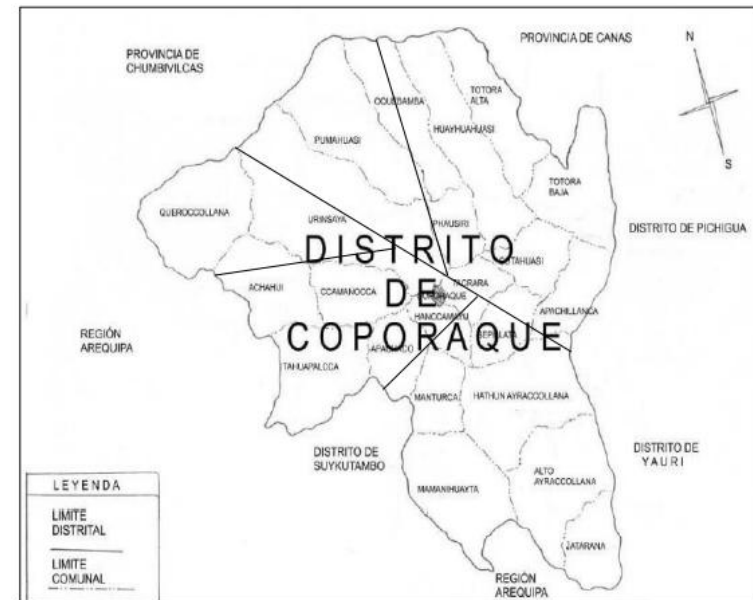 PROVINCIA DE CANAS
PROVINCIA DE
CHUMBIVILCAS
N
S
TOTORA
ALTA
OQUEBAMBA
HUAYHUAHUASI
PUMAHUASI
TOTORA
BAJA
QUEROCCOLLANA
URINSAYA
PHAUSIRI
DISTRITO DE PICHIGUA
DISTRITO
DE
COPORAQUE
ACHAHUI
CCAMANOCCA
TACRARA
HANCCAMAYU
APACHILLANCA
SEPILLATA
APACHACO
REGIÓN
AREQUIPA
TAHUAPALCCA
MANTURCA
HATHUN AYRACCOLLANA
DISTRITO DE
SUYKUTAMBO
DISTRITO DE
YAURI
ALTO
AYRACCOLLANA
MAMANIHUAYTA
JATARANA
REGIÓN
AREQUIPA
LEYENDA
LIMITE
DISTRITAL
LIMITE
COMUNAL